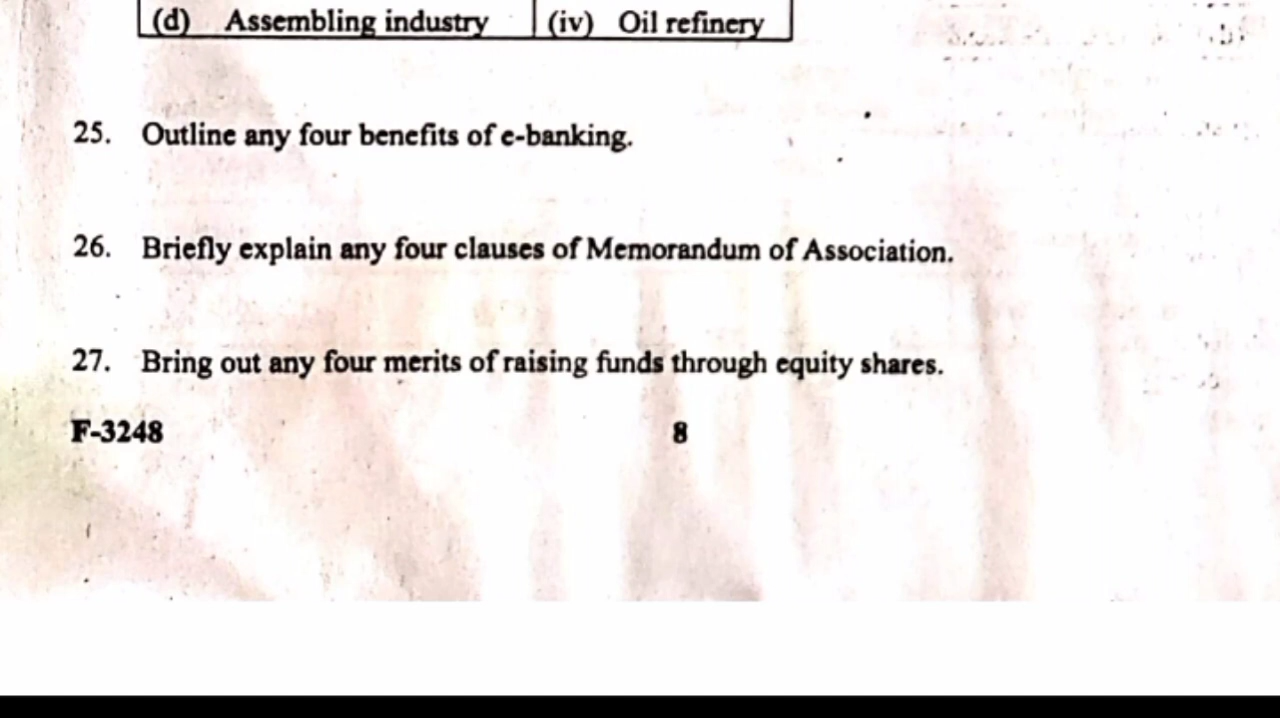 (d) Assembling industry (iv) Oil refinery
25. Outline any four benefits of e-banking.
26. Briefly explain any four clauses of Memorandum of Association.
27. Bring out any four merits of raising funds through equity shares.
F-3248 8